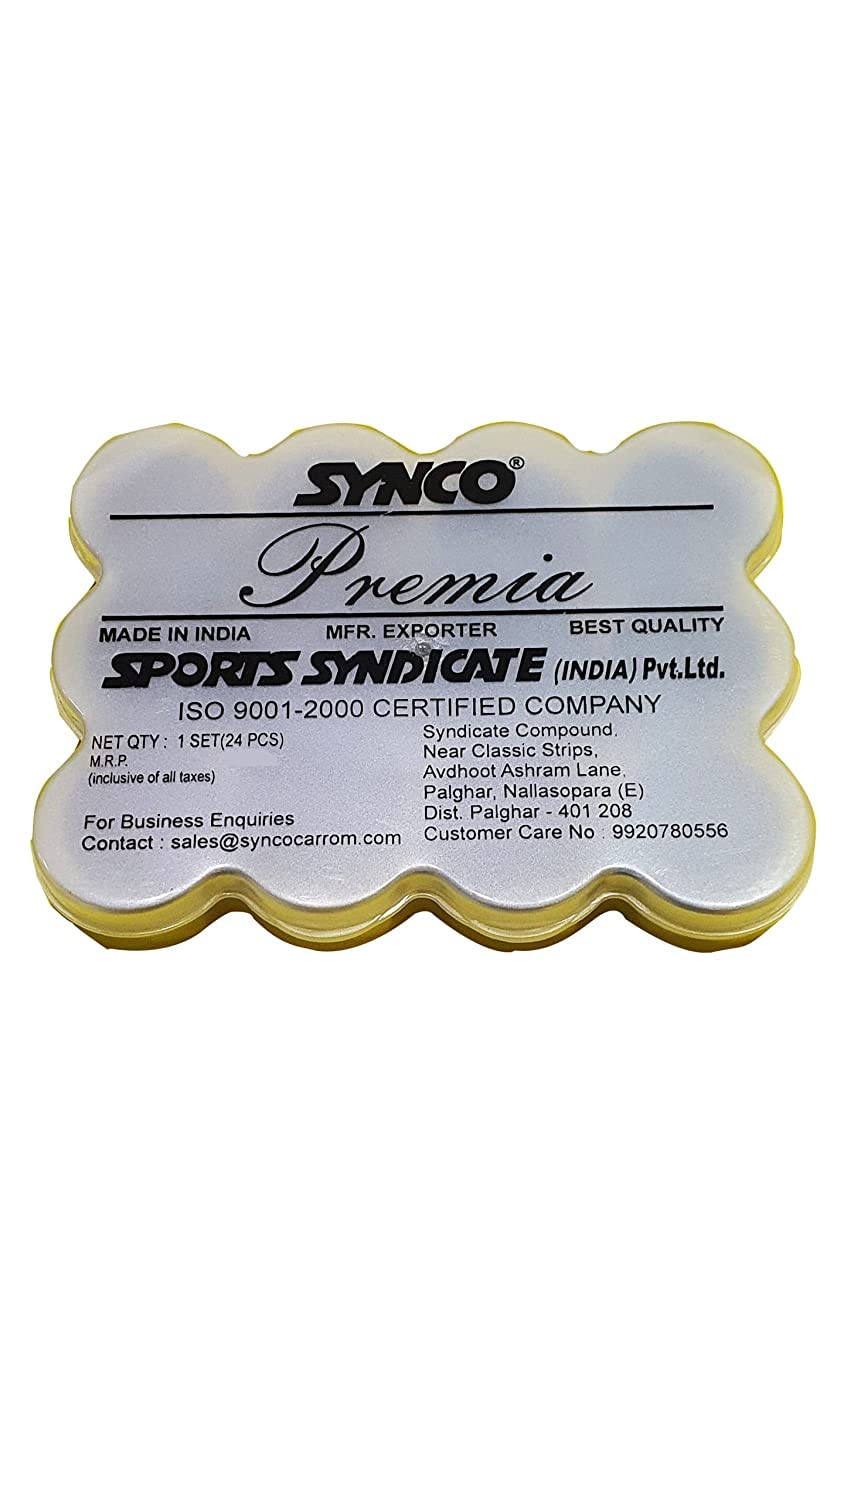 SYNCO®
Premia
MADE IN INDIA MFR. EXPORTER BEST QUALITY
SPORTS SYNDICATE (INDIA) Pvt.Ltd.
ISO 9001-2000 CERTIFIED COMPANY
NET QTY : 1 SET(24 PCS)
M.R.P.
(inclusive of all taxes)
For Business Enquiries
Contact : sales@syncocarrom.com
Syndicate Compound,
Near Classic Strips,
Avdhoot Ashram Lane,
Palghar, Nallasopara (E)
Dist. Palghar - 401 208
Customer Care No : 9920780556